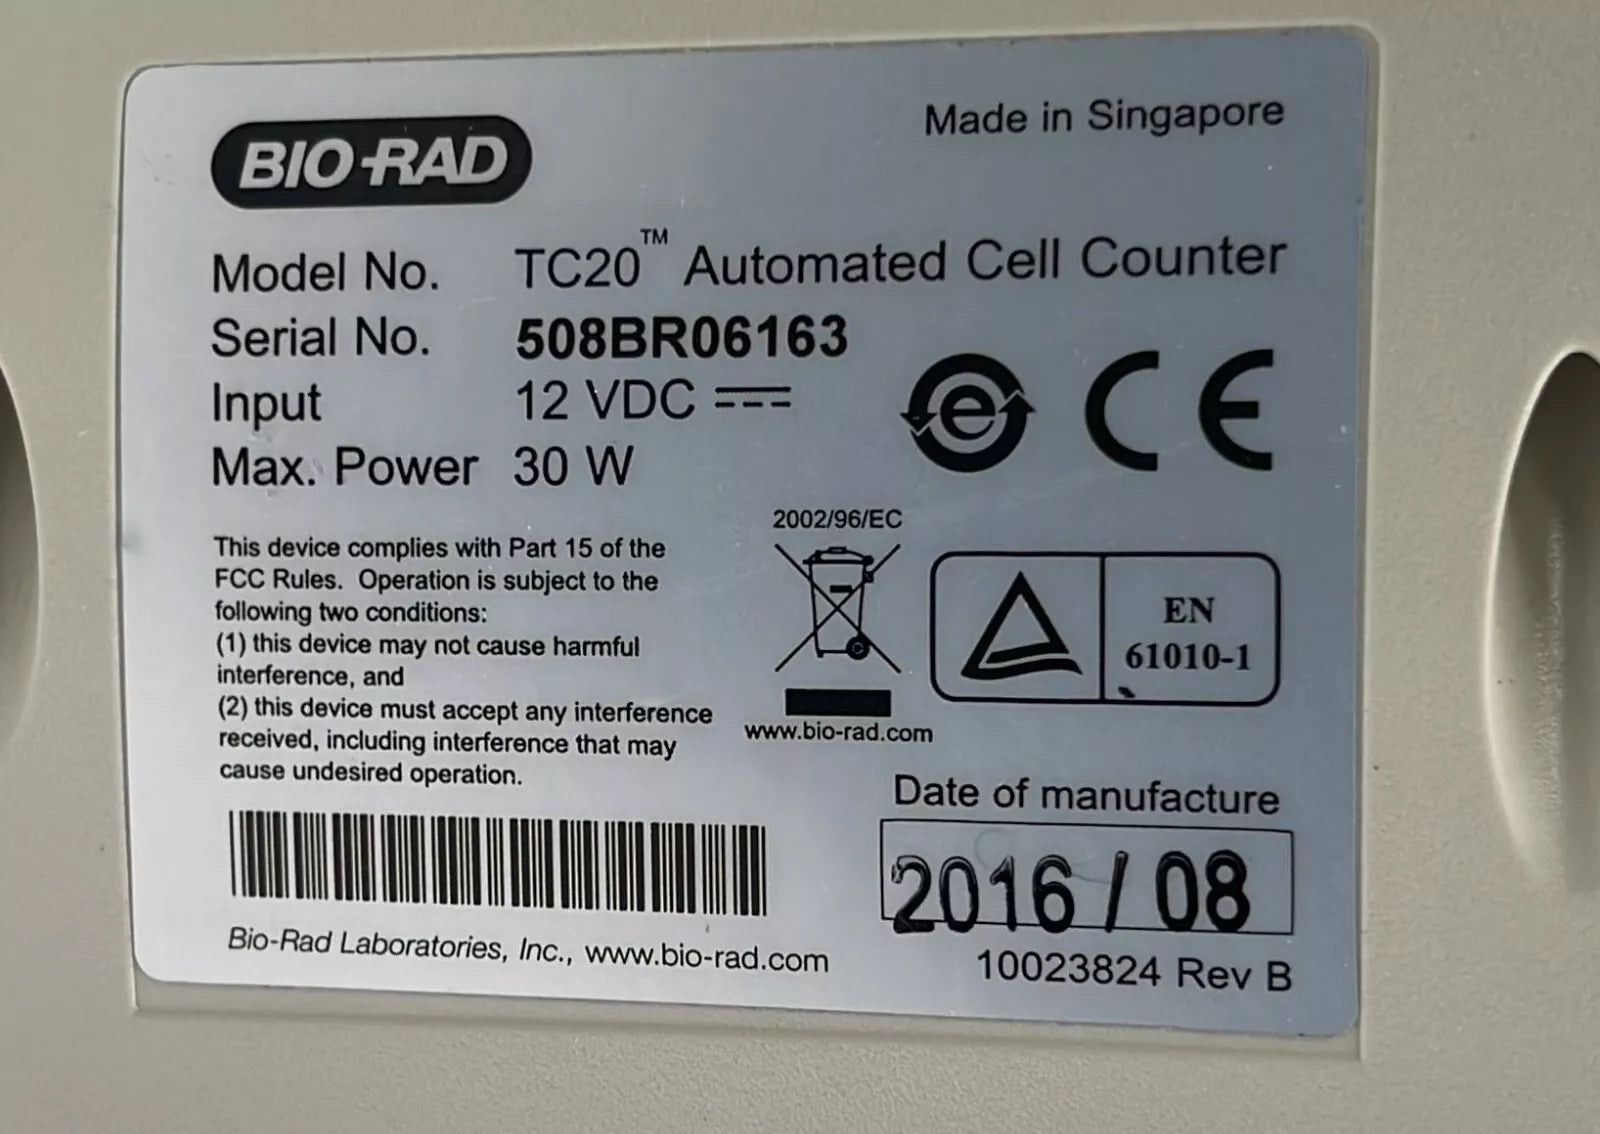 BIO-RAD
Made in Singapore
Model No. TC20™ Automated Cell Counter
Serial No. 508BR06163
Input 12 VDC
Max. Power 30 W
e CE
This device complies with Part 15 of the
FCC Rules. Operation is subject to the
following two conditions:
(1) this device may not cause harmful
interference, and
(2) this device must accept any interference
received, including interference that may
cause undesired operation.
2002/96/EC
www.bio-rad.com
EN
61010-1
Date of manufacture
2016 / 08
10023824 Rev B
Bio-Rad Laboratories, Inc., www.bio-rad.com